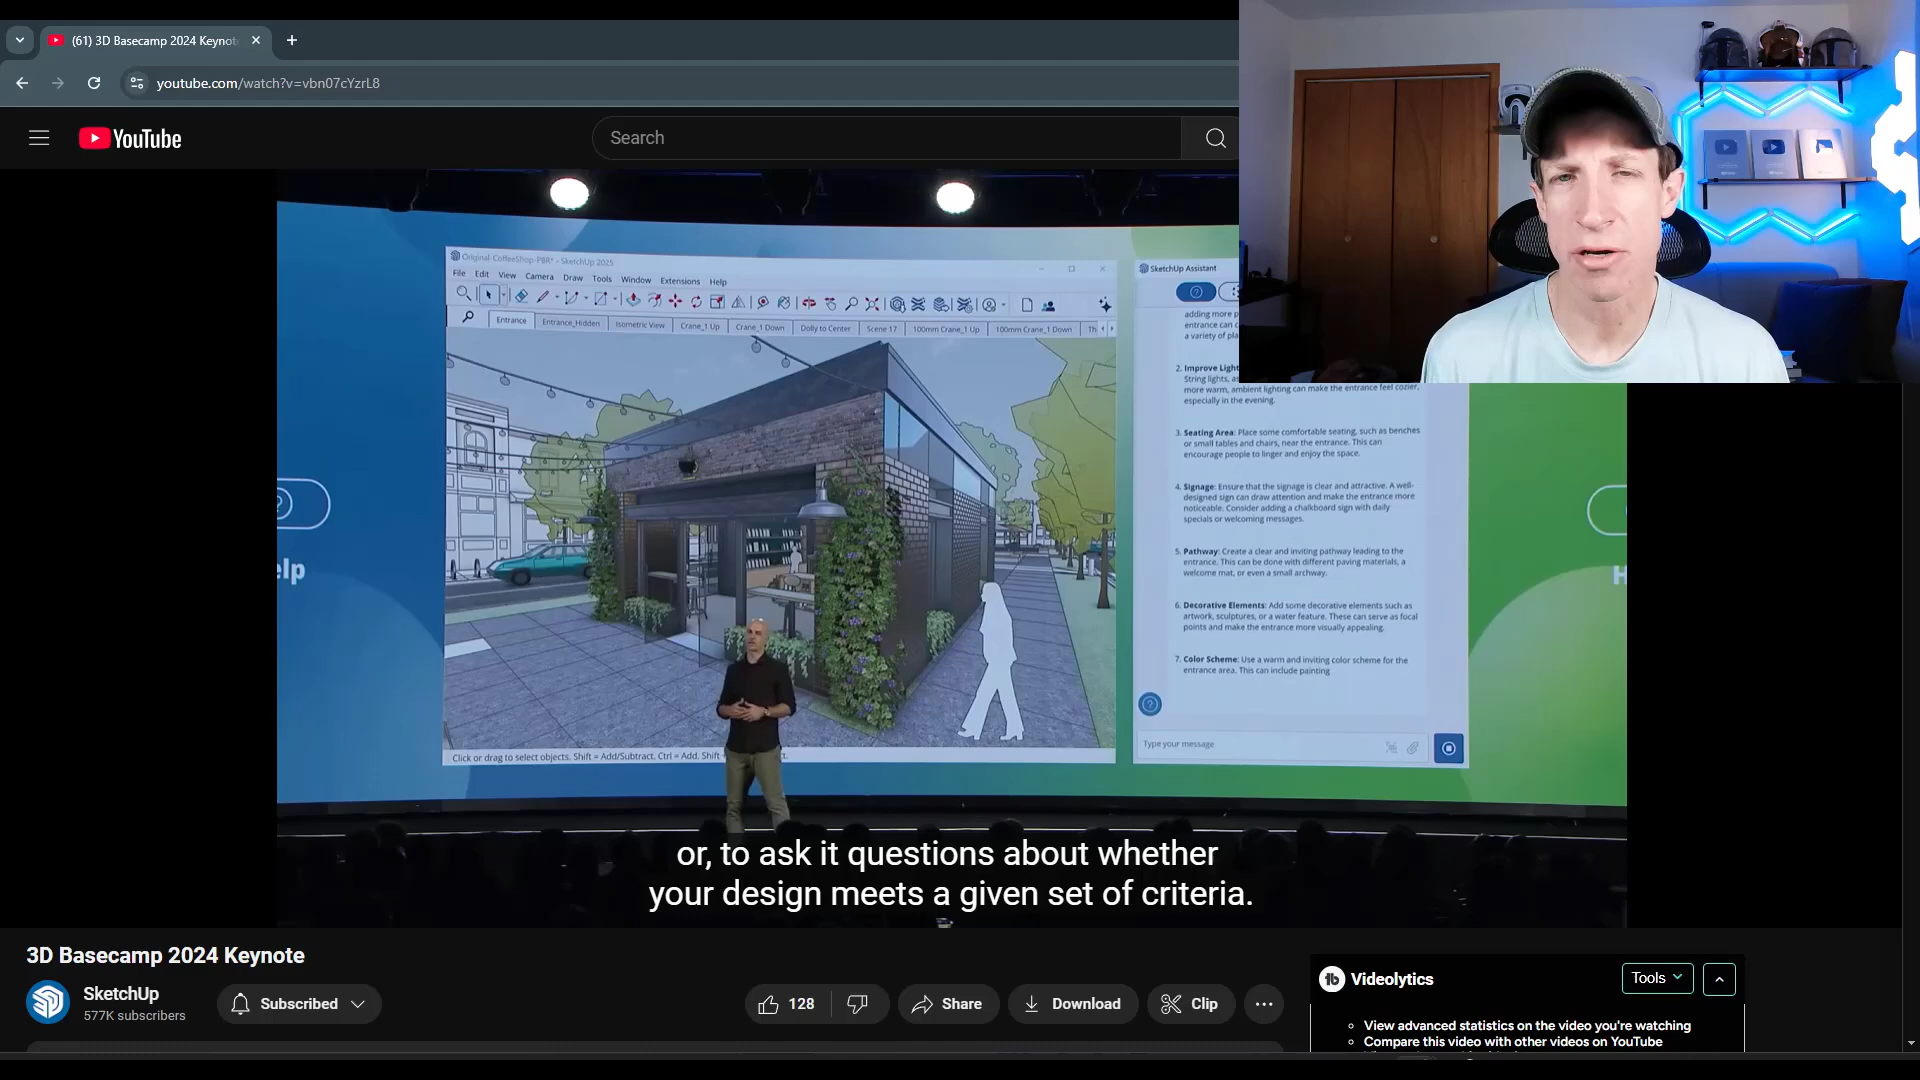 (61) 3D Basecamp 2024 Keynot
youtube.com/watch?v=vbn07cYzrL8
YouTube
Search
Original-CoffeeShop-PBR* - SketchUp 2025
File Edit View Camera Draw Tools Window Extensions Help
Entrance Entrance_Hidden Isometric View Crane_1 Up Crane_1 Down Dolly to Center Scene 17 100mm Crane_1 Up 100mm Crane_1 Down Th
Click or drag to select objects. Shift = Add/Subtract. Ctrl = Add. Shift
SketchUp Assistant
adding more p
entrance can c
a variety of pla
2. Improve Light
String lights, as
more warm, ambient lighting can make the entrance feel cozier,
especially in the evening.
3. Seating Area: Place some comfortable seating, such as benches
or small tables and chairs, near the entrance. This can
encourage people to linger and enjoy the space.
4. Signage: Ensure that the signage is clear and attractive. A well-
designed sign can draw attention and make the entrance more
noticeable. Consider adding a chalkboard sign with daily
specials or welcoming messages.
5. Pathway: Create a clear and inviting pathway leading to the
entrance. This can be done with different paving materials, a
welcome mat, or even a small archway.
6. Decorative Elements: Add some decorative elements such as
artwork, sculptures, or a water feature. These can serve as focal
points and make the entrance more visually appealing.
7. Color Scheme: Use a warm and inviting color scheme for the
entrance area. This can include painting
Type your message
elp
H
or, to ask it questions about whether
your design meets a given set of criteria.
3D Basecamp 2024 Keynote
SketchUp
577K subscribers
Subscribed
128
Share
Download
Clip
Videolytics
Tools
View advanced statistics on the video you're watching
Compare this video with other videos on YouTube